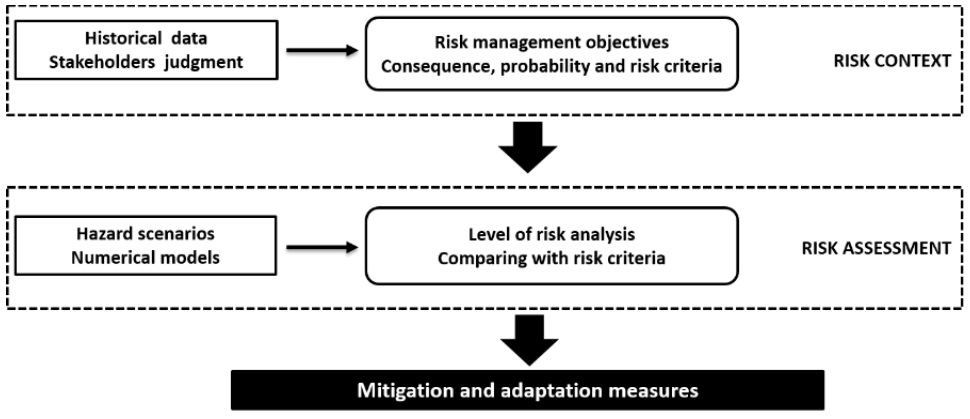 Historical data
Stakeholders judgment
Risk management objectives
Consequence, probability and risk criteria
RISK CONTEXT
Hazard scenarios
Numerical models
Level of risk analysis
Comparing with risk criteria
RISK ASSESSMENT
Mitigation and adaptation measures